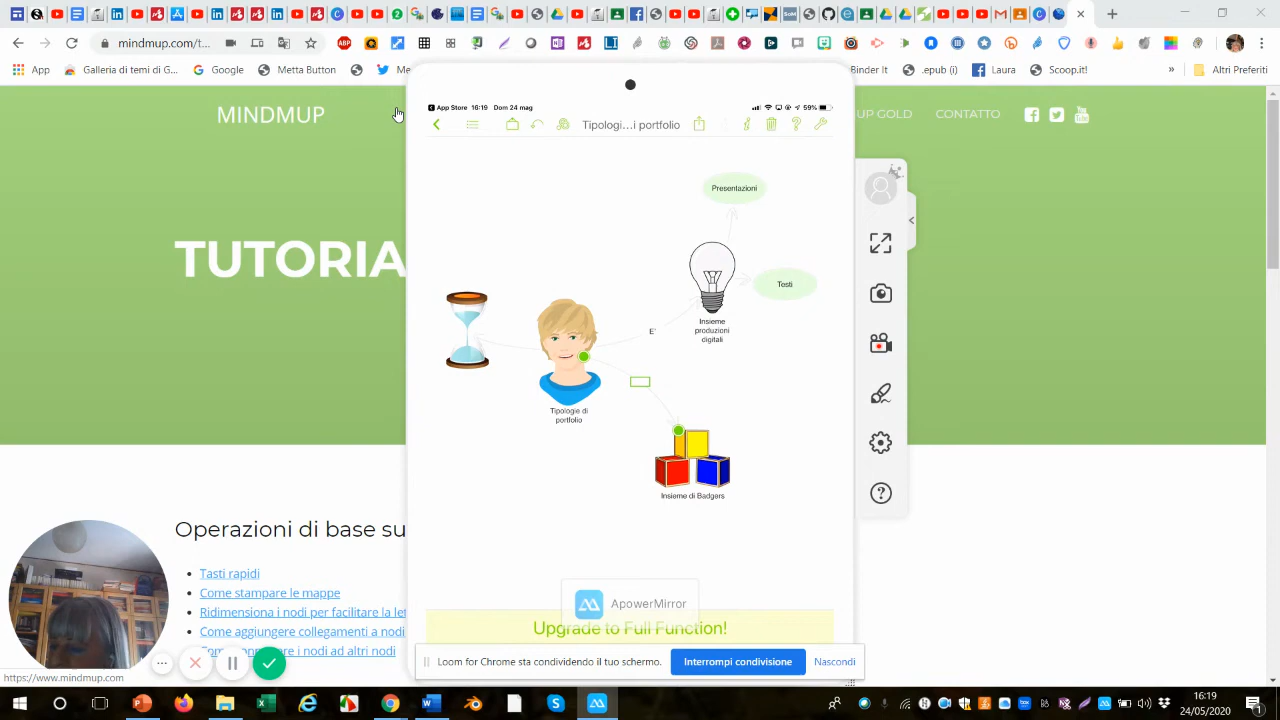 mindmup.com/t...
App
Galleria di temi di G...
Google
Metta Button
Me
Binder It
.epub (i)
Laura
Scoop.it!
»
Altri Preferiti
MINDMUP
UP GOLD
CONTATTO
TUTORIA
App Store 16:19 Dom 24 mag
59%
Tipologi...i portfolio
Presentazioni
Testi
Insieme
produzioni
digitali
E'
Tipologie di
portfolio
Insieme di Badgers
Operazioni di base su
Tasti rapidi
Come stampare le mappe
Ridimensiona i nodi per facilitare la let
Come aggiungere collegamenti a nodi
i nodi ad altri nodi
ApowerMirror
Upgrade to Full Function!
Loom for Chrome sta condividendo il tuo schermo.
Interrompi condivisione
Nascondi
https://www.mindmup.com
16:19
24/05/2020